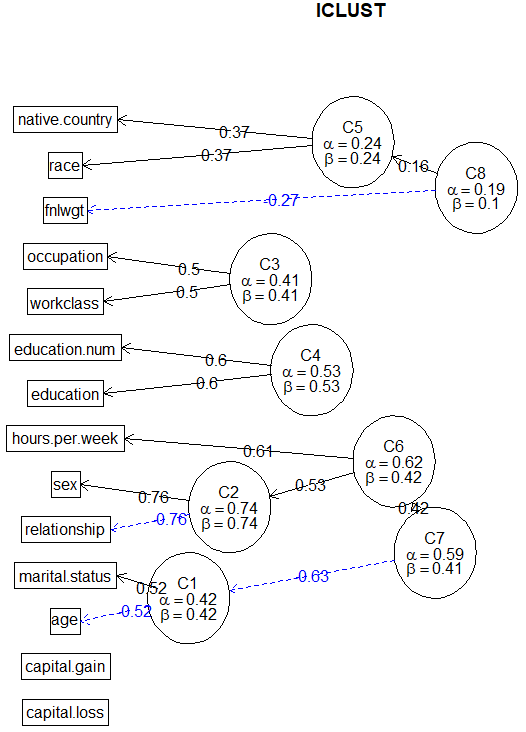 ICLUST
native.country
race
fnlwgt
occupation
workclass
education.num
education
hours.per.week
sex
relationship
marital.status
age
capital.gain
capital.loss
0.37
0.37
C5
α = 0.24
β = 0.24
0.16
C8
α = 0.19
β = 0.1
-0.27
0.5
0.5
C3
α = 0.41
β = 0.41
0.6
0.6
C4
α = 0.53
β = 0.53
0.61
0.53
C6
α = 0.62
β = 0.42
0.76
-0.76
C2
α = 0.74
β = 0.74
0.42
C7
α = 0.59
β = 0.41
-0.63
0.52
-0.52
C1
α = 0.42
β = 0.42